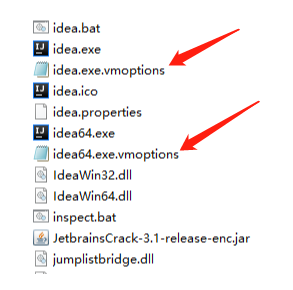 idea.bat
idea.exe
idea.exe.vmoptions
idea.ico
idea.properties
idea64.exe
idea64.exe.vmoptions
IdeaWin32.dll
IdeaWin64.dll
inspect.bat
JetbrainsCrack-3.1-release-enc.jar
jumplistbridge.dll